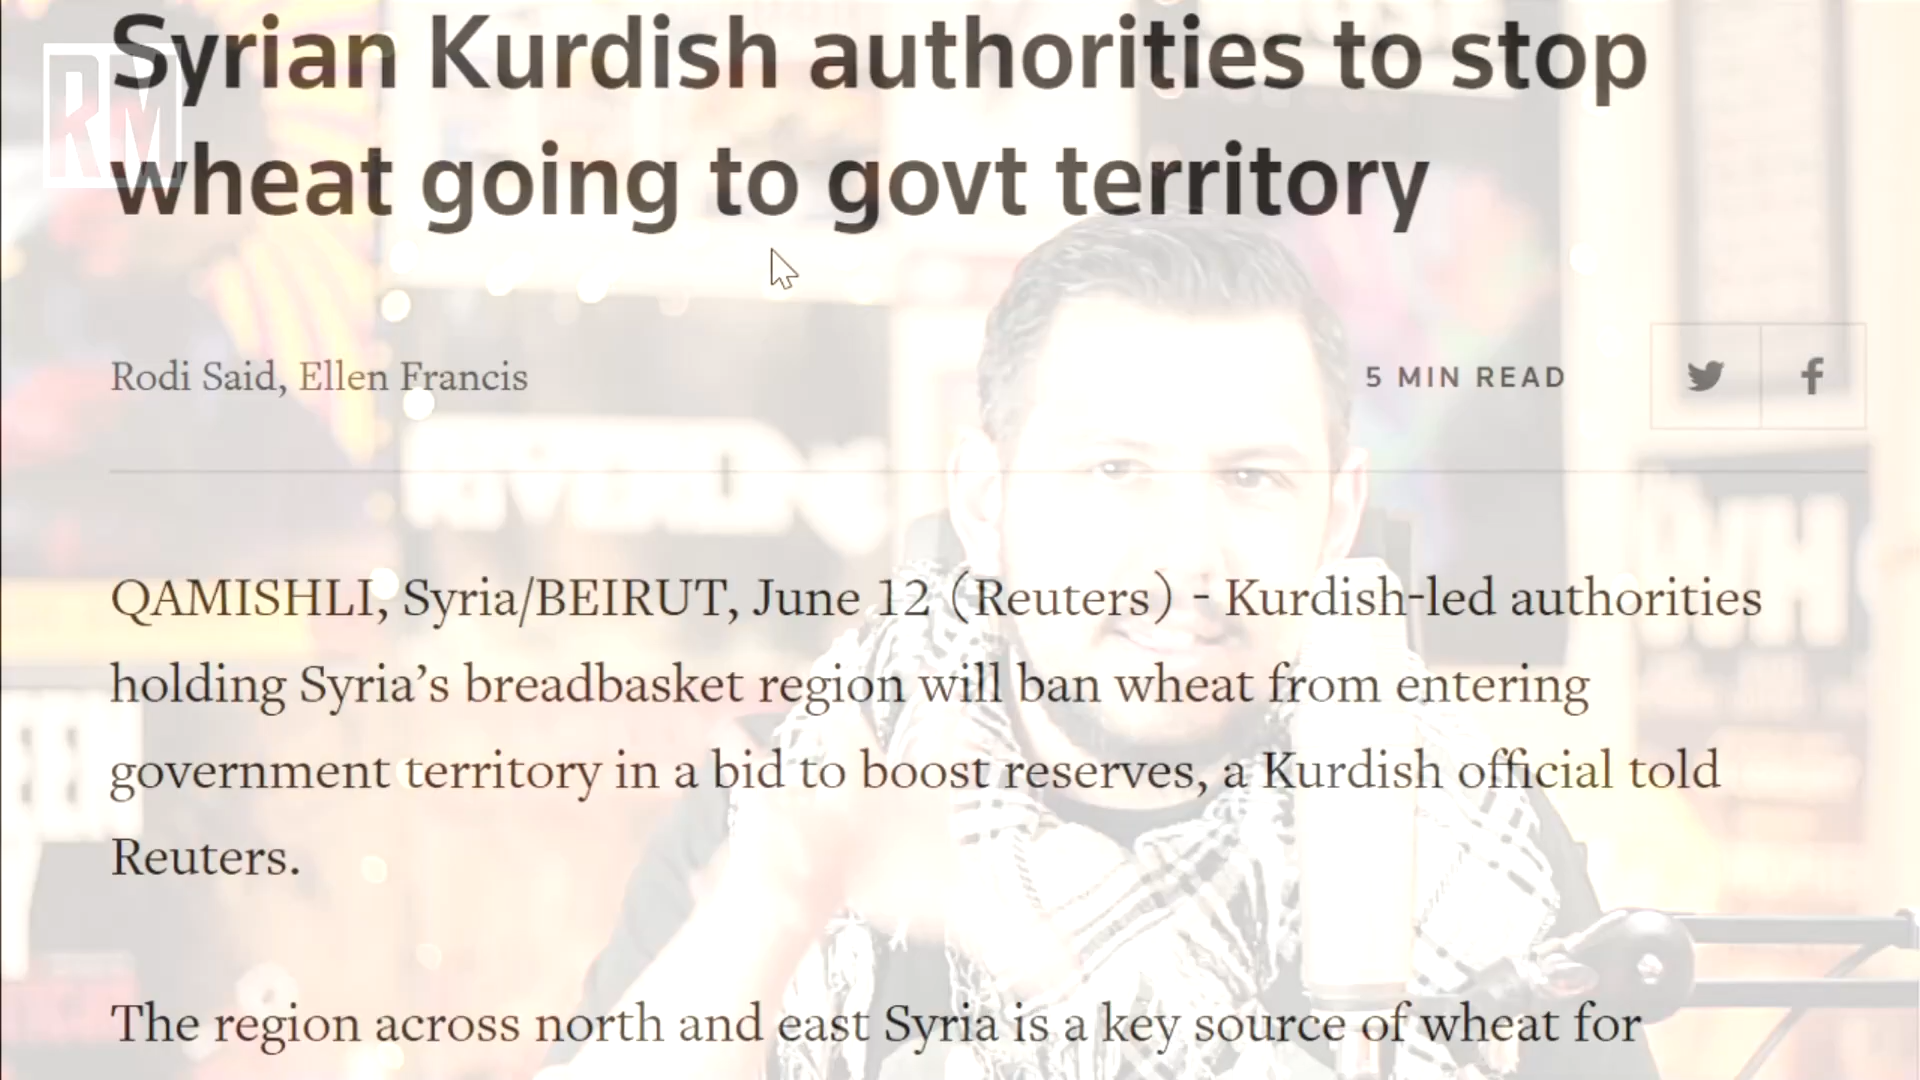 RM
Syrian Kurdish authorities to stop
wheat going to govt territory
Rodi Said, Ellen Francis
5 MIN READ
QAMISHLI, Syria/BEIRUT, June 12 (Reuters) - Kurdish-led authorities
holding Syria’s breadbasket region will ban wheat from entering
government territory in a bid to boost reserves, a Kurdish official told
Reuters.
The region across north and east Syria is a key source of wheat for